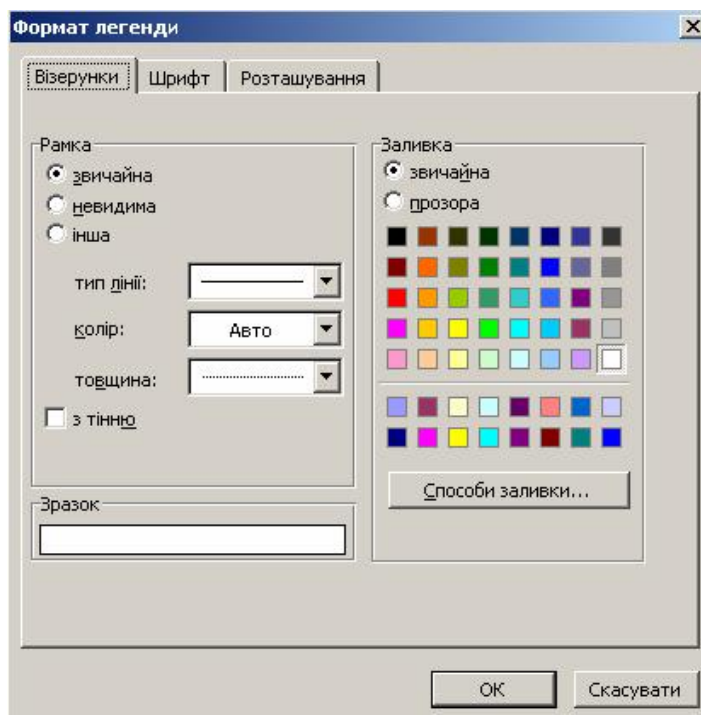 Формат легенди
Візерунки Шрифт Розташування
Рамка
звичайна
невидима
інша
тип лінії:
колір: Авто
товщина:
з тінню
Зразок
Заливка
звичайна
прозора
Способи заливки...
ОК Скасувати